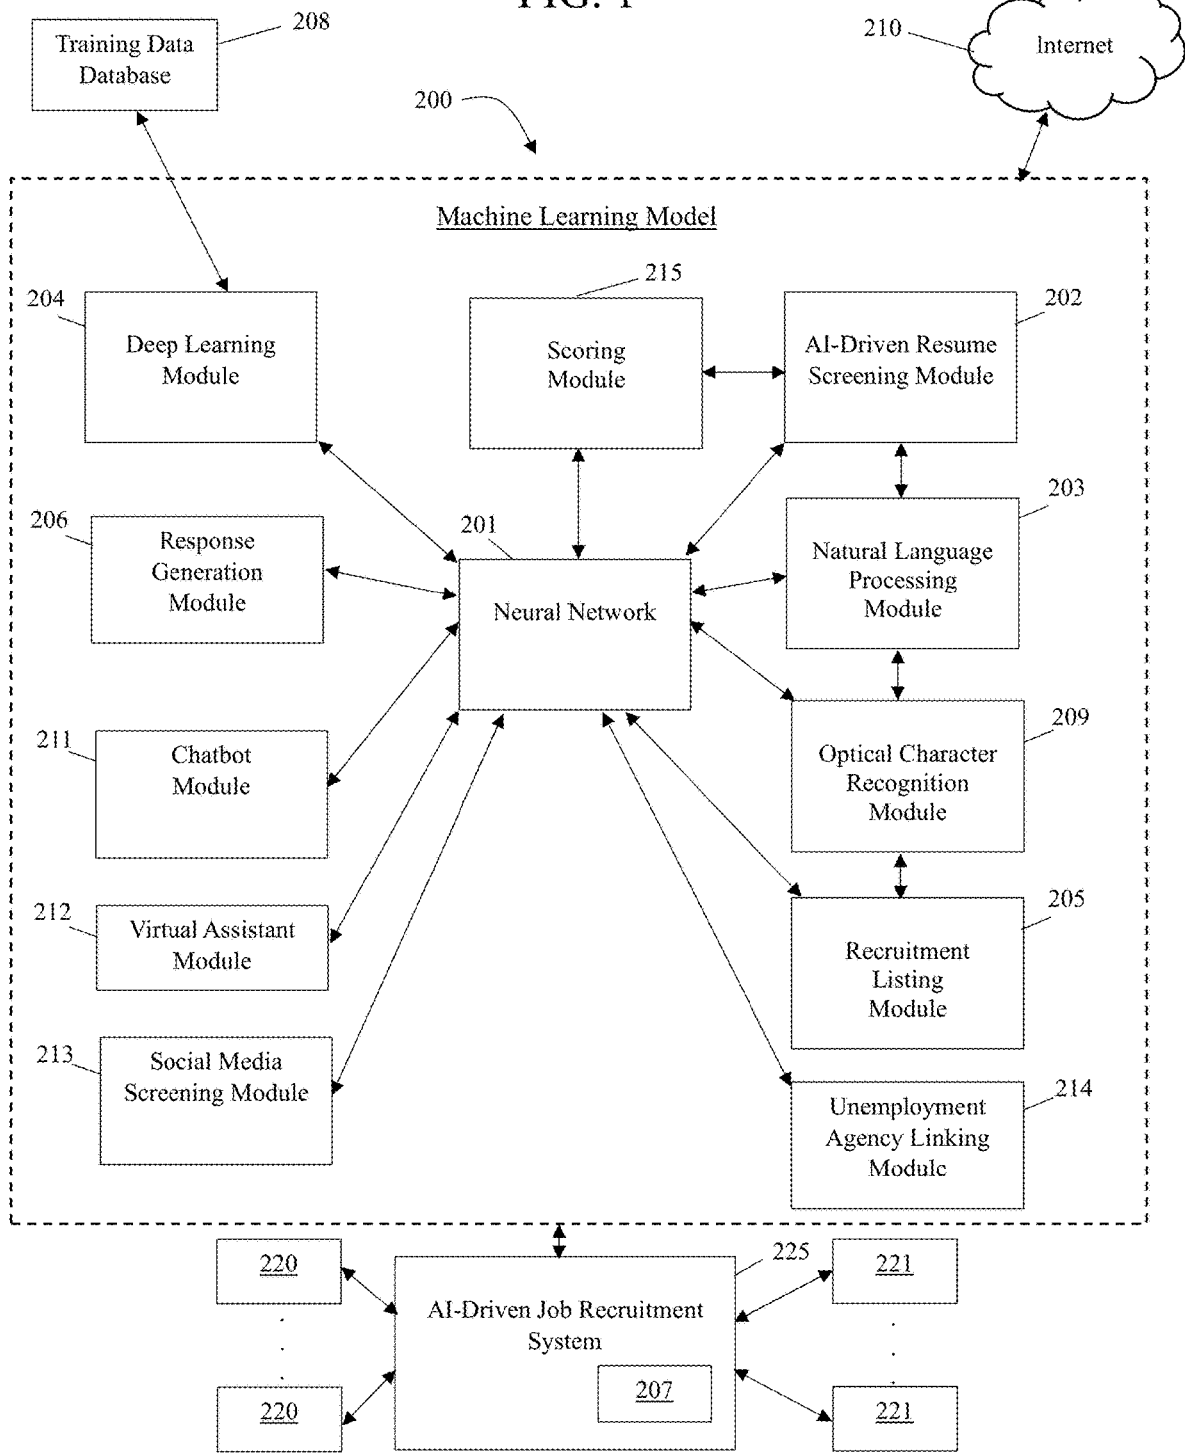 FIG. 1
208
Training Data
Database
210
Internet
200
Machine Learning Model
204
Deep Learning
Module
215
Scoring
Module
202
AI-Driven Resume
Screening Module
206
Response
Generation
Module
201
Neural Network
203
Natural Language
Processing
Module
211
Chatbot
Module
209
Optical Character
Recognition
Module
212
Virtual Assistant
Module
205
Recruitment
Listing
Module
213
Social Media
Screening Module
214
Unemployment
Agency Linking
Module
220
225
221
AI-Driven Job Recruitment
System
207
220
221